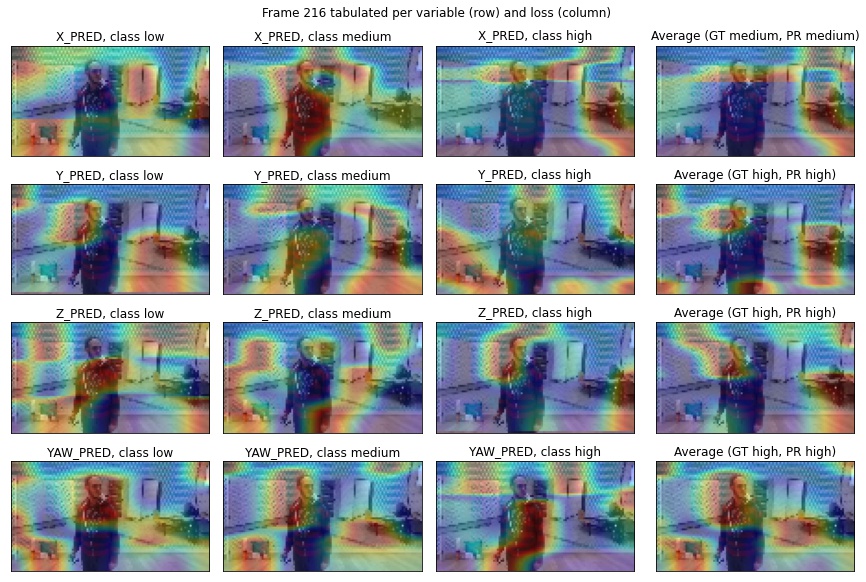 Frame 216 tabulated per variable (row) and loss (column)
X_PRED, class low
X_PRED, class medium
X_PRED, class high
Average (GT medium, PR medium)
Y_PRED, class low
Y_PRED, class medium
Y_PRED, class high
Average (GT high, PR high)
Z_PRED, class low
Z_PRED, class medium
Z_PRED, class high
Average (GT high, PR high)
YAW_PRED, class low
YAW_PRED, class medium
YAW_PRED, class high
Average (GT high, PR high)